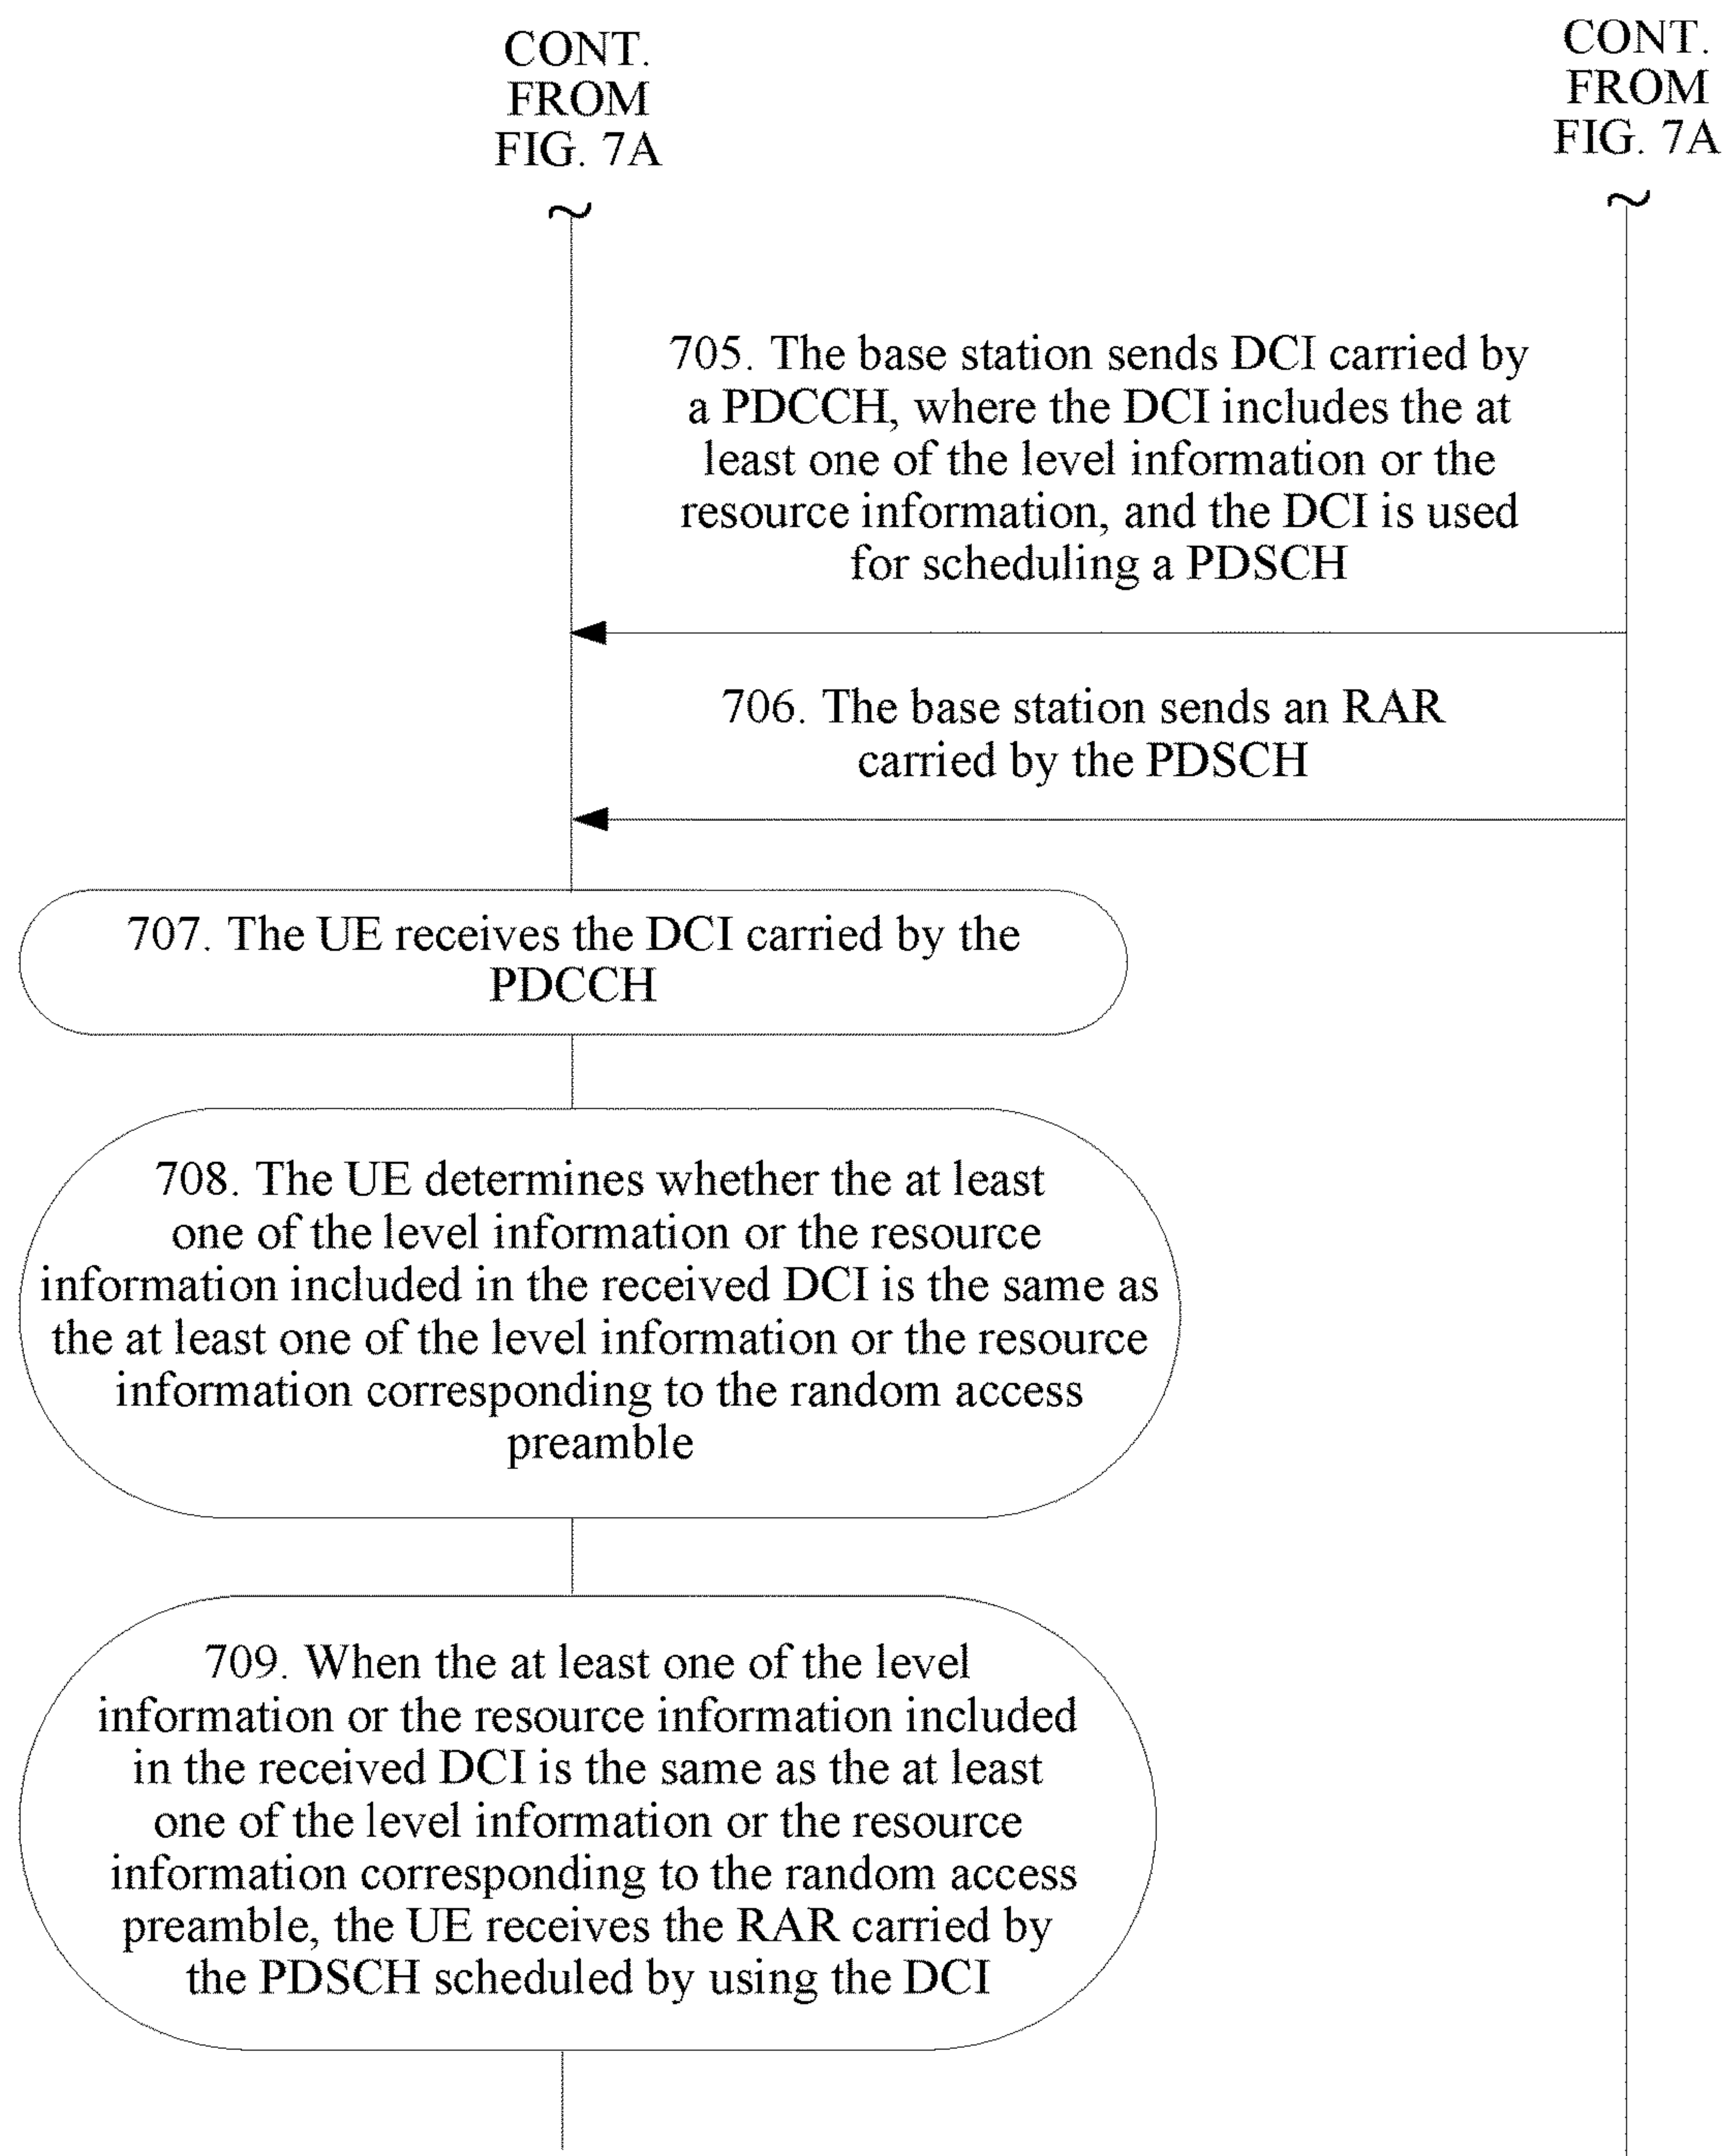 CONT.
FROM
FIG. 7A
CONT.
FROM
FIG. 7A
705. The base station sends DCI carried by
a PDCCH, where the DCI includes the at
least one of the level information or the
resource information, and the DCI is used
for scheduling a PDSCH
706. The base station sends an RAR
carried by the PDSCH
707. The UE receives the DCI carried by the
PDCCH
708. The UE determines whether the at least
one of the level information or the resource
information included in the received DCI is the same as
the at least one of the level information or the resource
information corresponding to the random access
preamble
709. When the at least one of the level
information or the resource information included
in the received DCI is the same as the at least
one of the level information or the resource
information corresponding to the random access
preamble, the UE receives the RAR carried by
the PDSCH scheduled by using the DCI